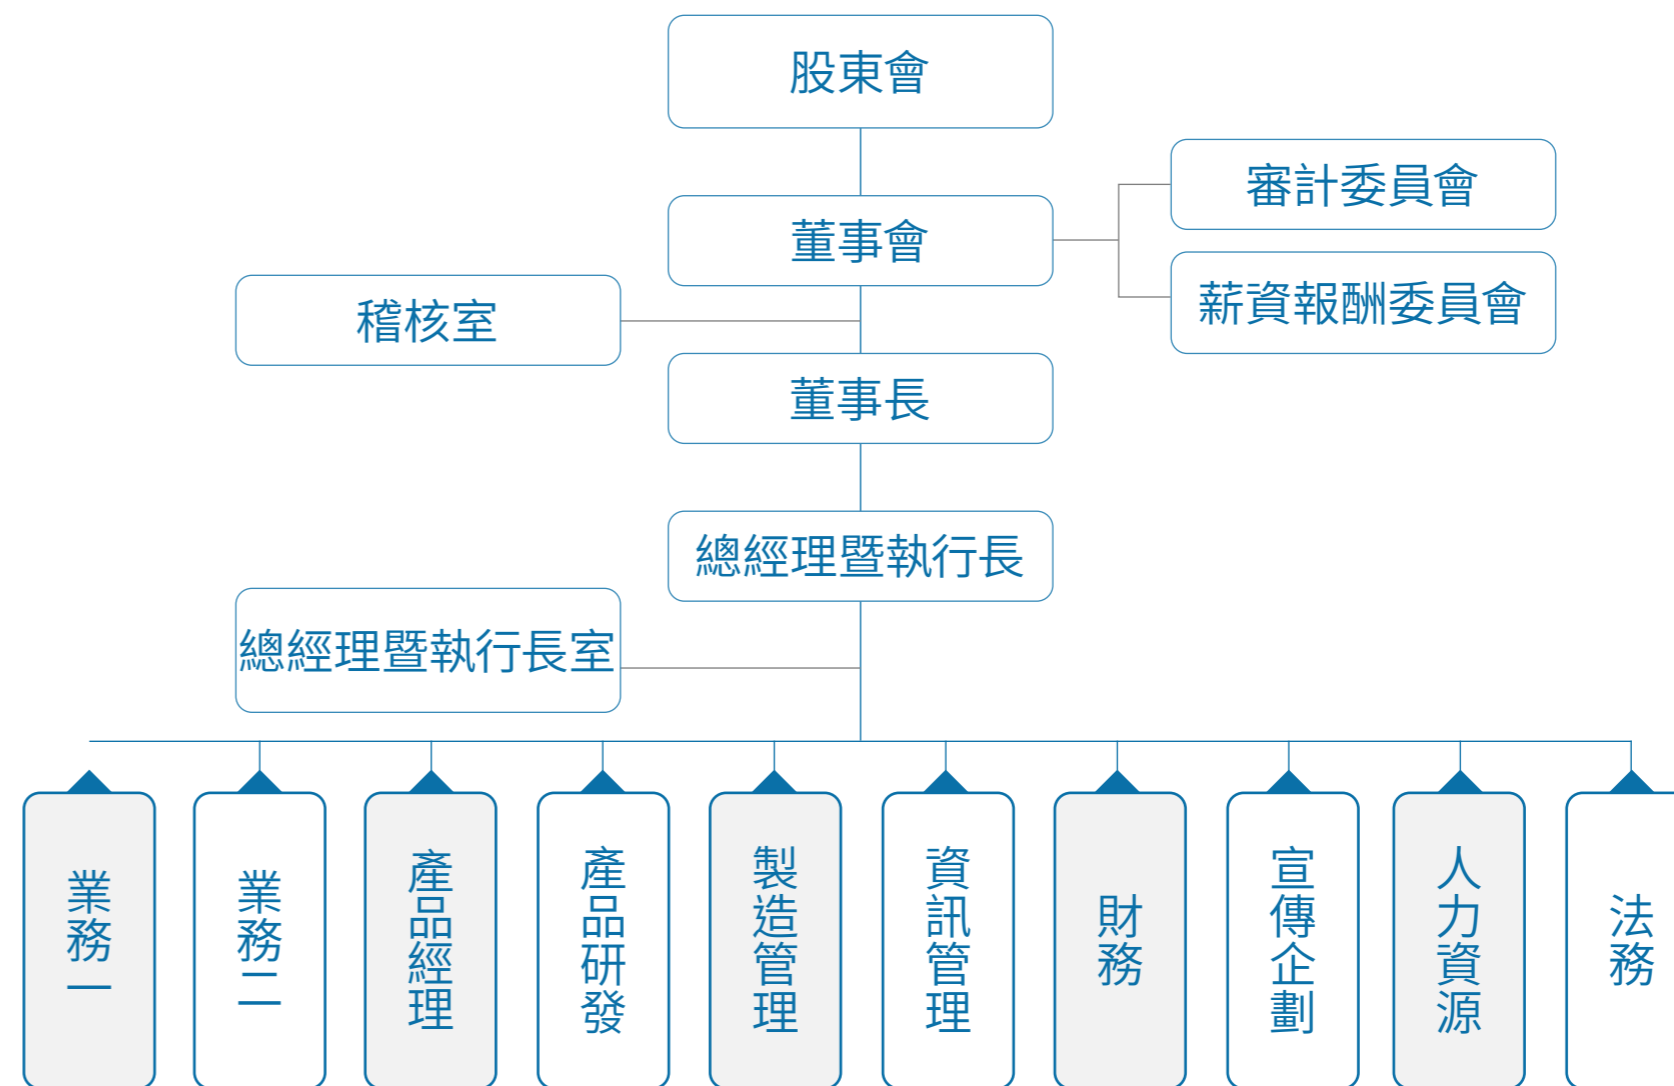 股東會
審計委員會
董事會
薪資報酬委員會
稽核室
董事長
總經理暨執行長
總經理暨執行長室
業務一
業務二
產品經理
產品研發
製造管理
資訊管理
財務
宣傳企劃
人力資源
法務